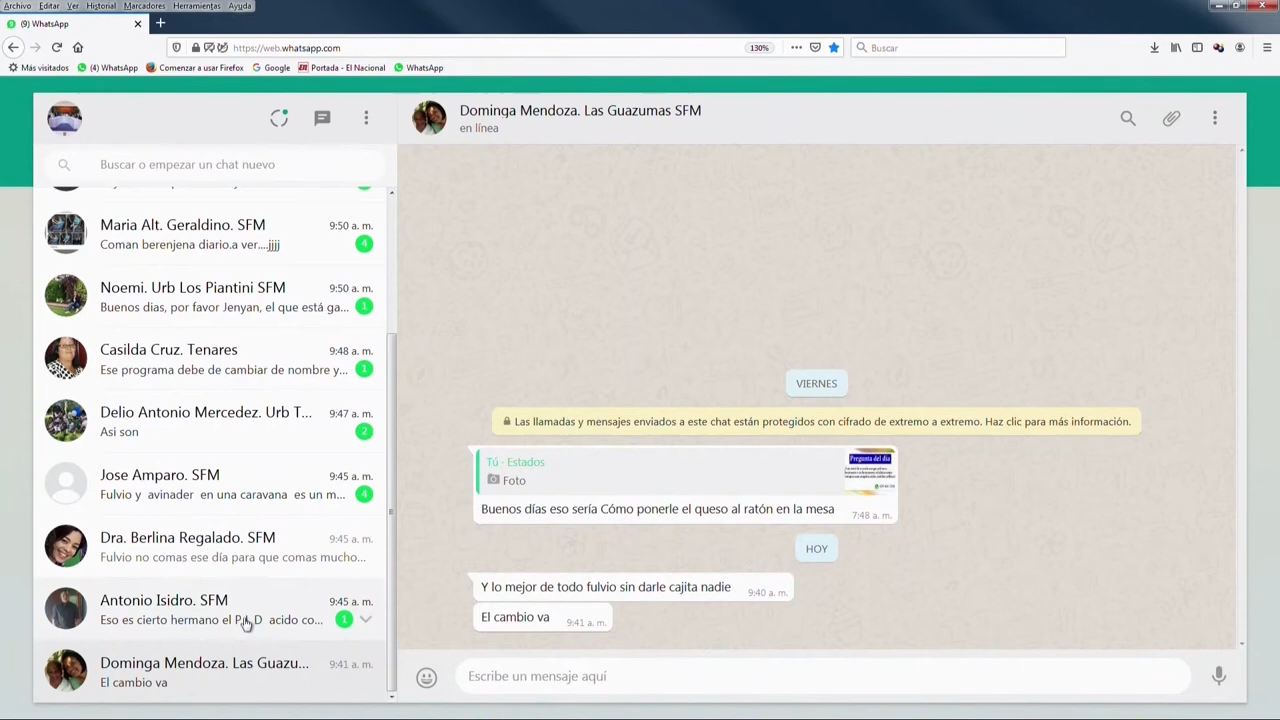 Archivo Editar Ver Historial Marcadores Herramientas Ayuda
(9) WhatsApp
https://web.whatsapp.com
130%
Buscar
Más visitados (4) WhatsApp Comenzar a usar Firefox Google Portada - El Nacional WhatsApp
Buscar o empezar un chat nuevo
Maria Alt. Geraldino. SFM 9:50 a. m.
Coman berenjena diario.a ver....jjjj 4
Noemi. Urb Los Piantini SFM 9:50 a. m.
Buenos dias, por favor Jenyan, el que está ga... 1
Casilda Cruz. Tenares 9:48 a. m.
Ese programa debe de cambiar de nombre y... 1
Delio Antonio Mercedez. Urb T... 9:47 a. m.
Asi son 2
Jose Amparo. SFM 9:45 a. m.
Fulvio y avinader en una caravana es un m... 4
Dra. Berlina Regalado. SFM 9:45 a. m.
Fulvio no comas ese día para que comas mucho...
Antonio Isidro. SFM 9:45 a. m.
Eso es cierto hermano el acido co... 1
Dominga Mendoza. Las Guazu... 9:41 a. m.
El cambio va
Dominga Mendoza. Las Guazumas SFM
en línea
VIERNES
Las llamadas y mensajes enviados a este chat están protegidos con cifrado de extremo a extremo. Haz clic para más información.
Tú · Estados
Foto
Pregunta del día
Buenos días eso sería Cómo ponerle el queso al ratón en la mesa 7:48 a. m.
HOY
Y lo mejor de todo fulvio sin darle cajita nadie 9:40 a. m.
El cambio va 9:41 a. m.
Escribe un mensaje aquí